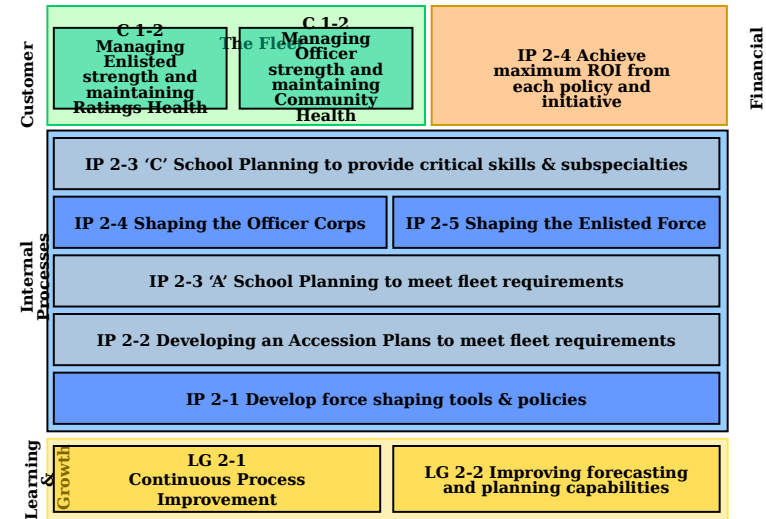 Customer
The Fleet
C 1-2
Managing
Enlisted
strength and
maintaining
Ratings Health
C 1-2
Managing
Officer
strength and
maintaining
Community
Health
IP 2-4 Achieve
maximum ROI from
each policy and
initiative
Financial
Internal
Processes
IP 2-3 ‘C’ School Planning to provide critical skills & subspecialties
IP 2-4 Shaping the Officer Corps
IP 2-5 Shaping the Enlisted Force
IP 2-3 ‘A’ School Planning to meet fleet requirements
IP 2-2 Developing an Accession Plans to meet fleet requirements
IP 2-1 Develop force shaping tools & policies
Learning
&
Growth
LG 2-1
Continuous Process
Improvement
LG 2-2 Improving forecasting
and planning capabilities